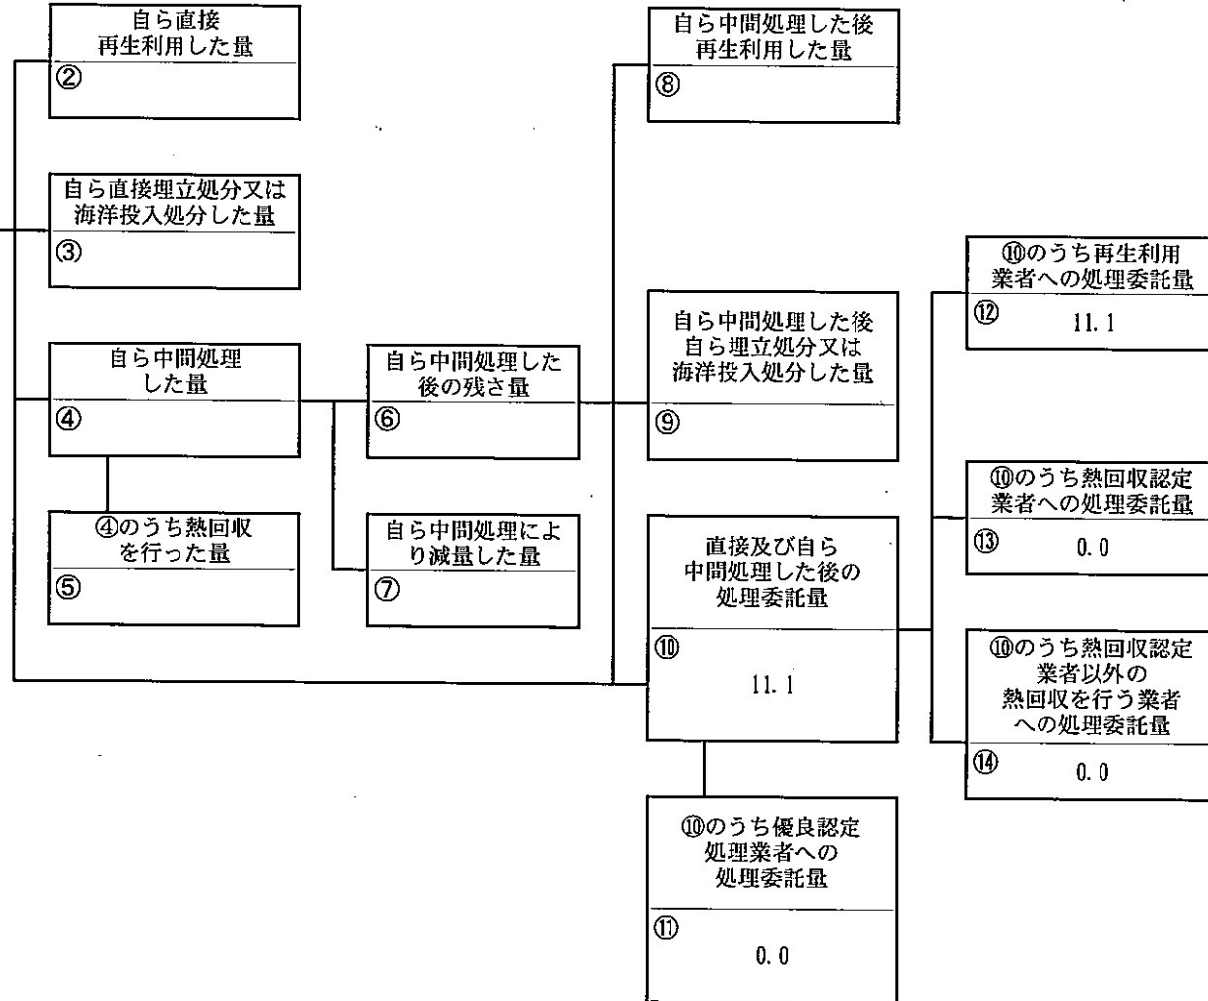 自ら直接
再生利用した量
②
自ら直接埋立処分又は
海洋投入処分した量
③
自ら中間処理
した量
④
④のうち熱回収
を行った量
⑤
自ら中間処理した
後の残さ量
⑥
自ら中間処理によ
り減量した量
⑦
自ら中間処理した後
再生利用した量
⑧
自ら中間処理した後
自ら埋立処分又は
海洋投入処分した量
⑨
直接及び自ら
中間処理した後の
処理委託量
⑩
11.1
⑩のうち優良認定
処理業者への
処理委託量
⑪
0.0
⑩のうち再生利用
業者への処理委託量
⑫
11.1
⑩のうち熱回収認定
業者への処理委託量
⑬
0.0
⑩のうち熱回収認定
業者以外の
熱回収を行う業者
への処理委託量
⑭
0.0